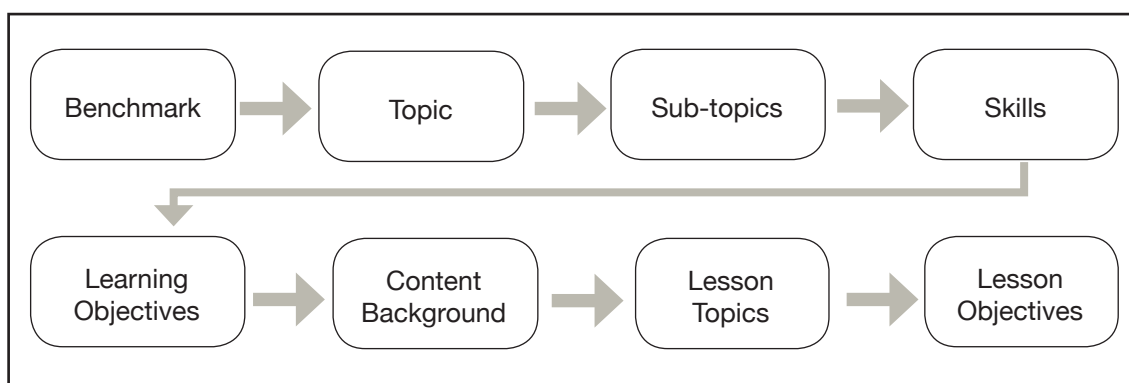 Benchmark
Topic
Sub-topics
Skills
Learning
Objectives
Content
Background
Lesson
Topics
Lesson
Objectives